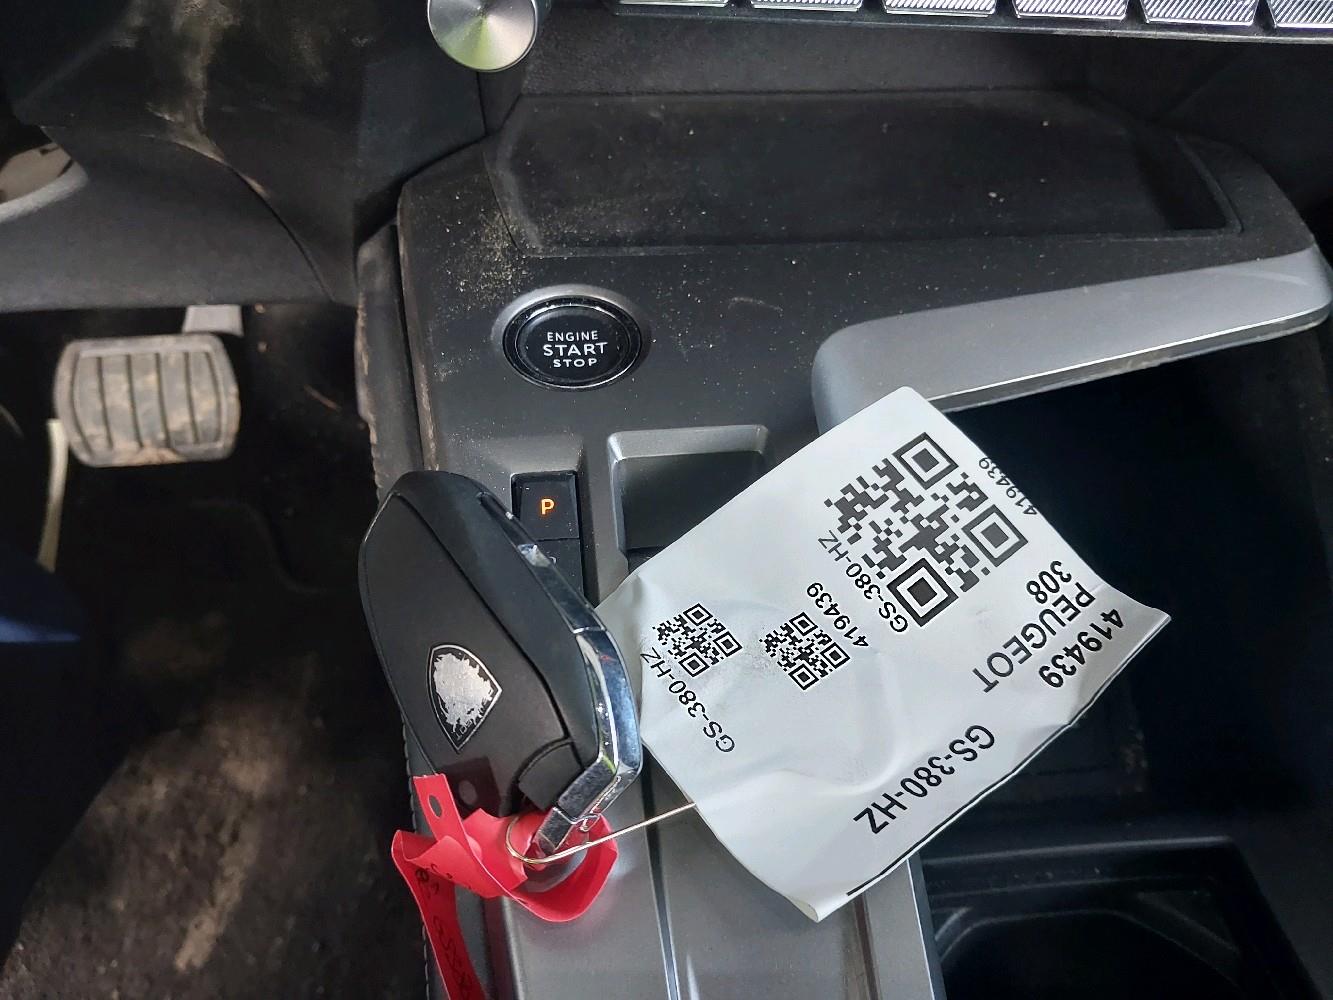 ENGINE
START
STOP
P
419439
GS-380-HZ
419439
GS-380-HZ
419439
PEUGEOT
308
GS-380-HZ